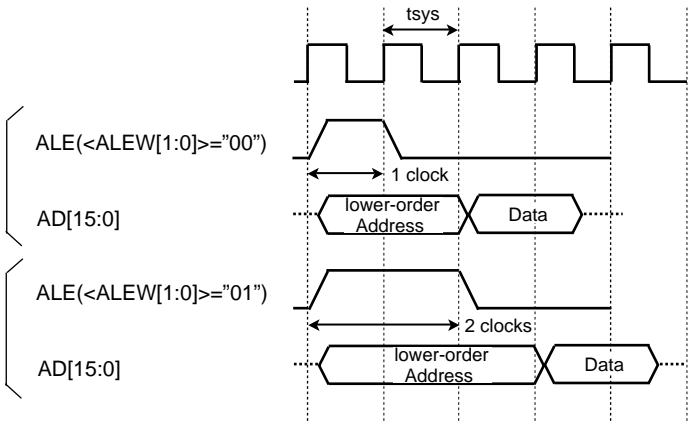 tsys
ALE(<ALEW[1:0]>=”00”)
1 clock
AD[15:0]
lower-order
Address
Data
ALE(<ALEW[1:0]>=”01”)
2 clocks
AD[15:0]
lower-order
Address
Data